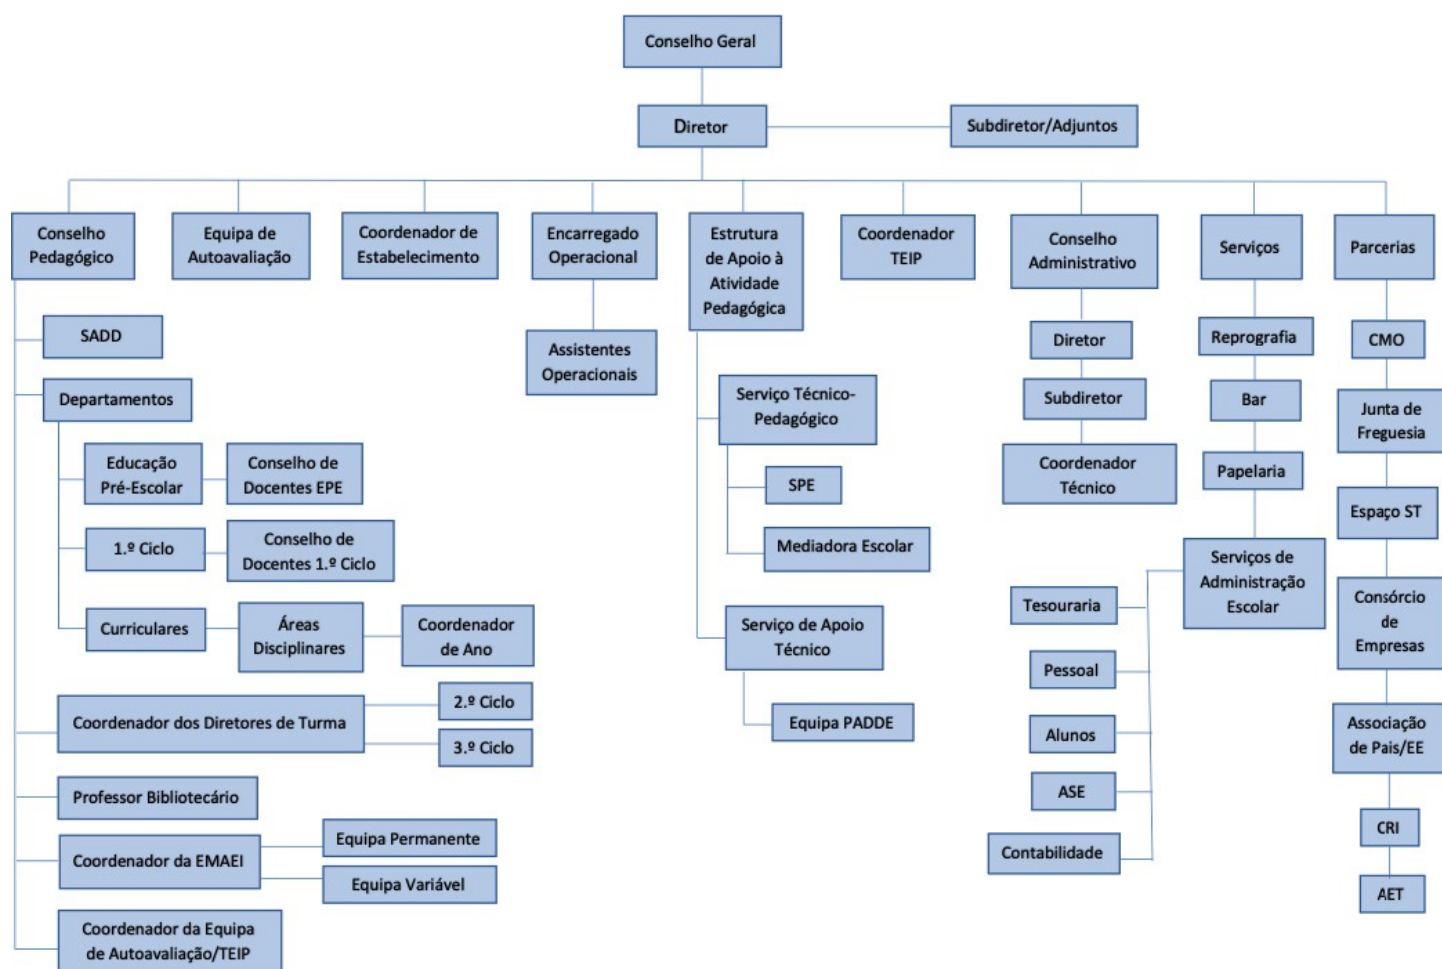 Conselho Geral
Diretor
Subdiretor/Adjuntos
Conselho
Pedagógico
Equipa de
Autoavaliação
Coordenador de
Estabelecimento
Encarregado
Operacional
Estrutura
de Apoio à
Atividade
Pedagógica
Coordenador
TEIP
Conselho
Administrativo
Serviços
Parcerias
SADD
Departamentos
Educação
Pré-Escolar
Conselho de
Docentes EPE
1.º Ciclo
Conselho de
Docentes 1.º Ciclo
Curriculares
Áreas
Disciplinares
Coordenador
de Ano
Coordenador dos Diretores de Turma
2.º Ciclo
3.º Ciclo
Professor Bibliotecário
Coordenador da EMAEI
Equipa Permanente
Equipa Variável
Coordenador da Equipa
de Autoavaliação/TEIP
Assistentes
Operacionais
Serviço Técnico-
Pedagógico
SPE
Mediadora Escolar
Serviço de Apoio
Técnico
Equipa PADDE
Diretor
Subdiretor
Coordenador
Técnico
Reprografia
Bar
Papelaria
Serviços de
Administração
Escolar
Tesouraria
Pessoal
Alunos
ASE
Contabilidade
CMO
Junta de
Freguesia
Espaço ST
Consórcio
de
Empresas
Associação
de Pais/EE
CRI
AET